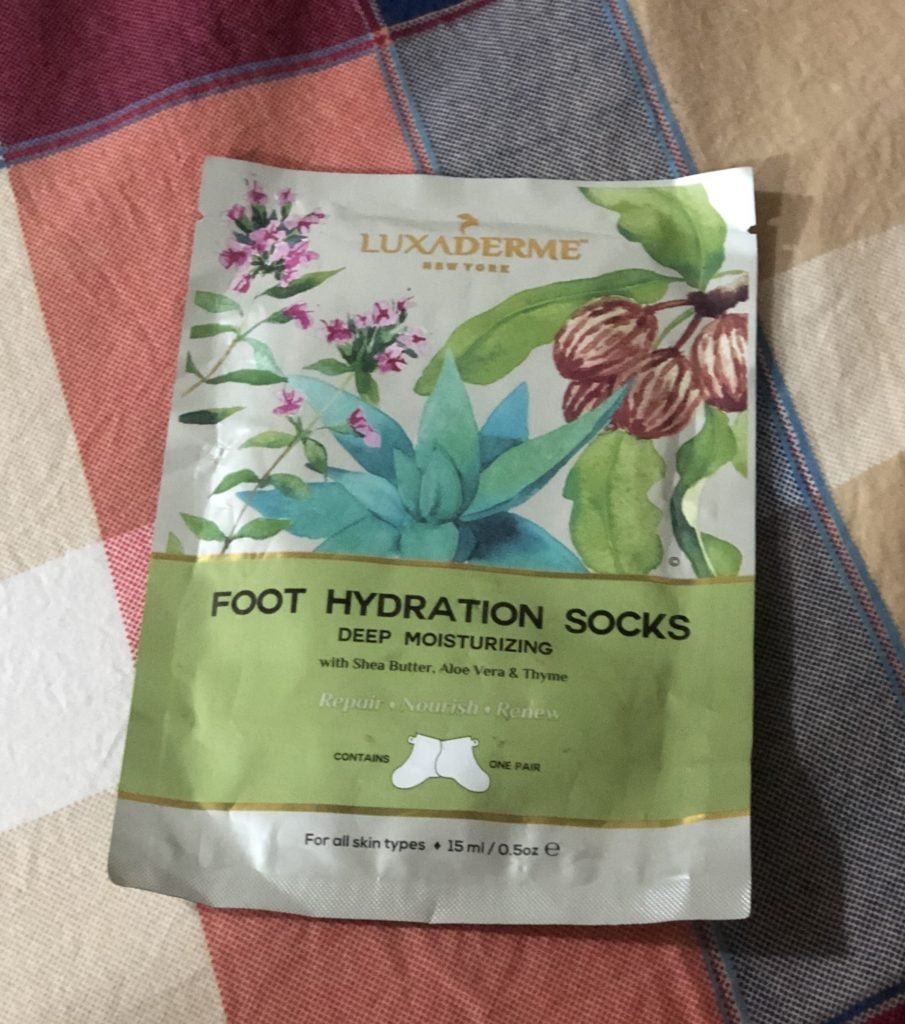 LUXADERME™
NEW YORK
©
FOOT HYDRATION SOCKS
DEEP MOISTURIZING
with Shea Butter, Aloe Vera & Thyme
Repair • Nourish • Renew
CONTAINS ONE PAIR
For all skin types ♦ 15 ml / 0.5oz ℮